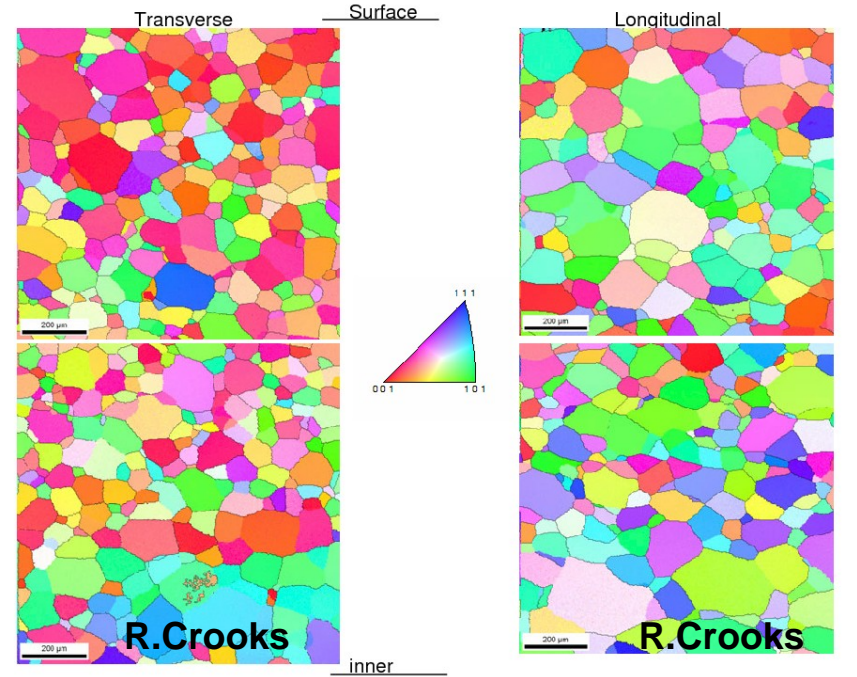 Surface
Transverse
Longitudinal
200 µm
200 µm
1 1 1
0 0 1
1 0 1
200 µm
R.Crooks
200 µm
R.Crooks
inner